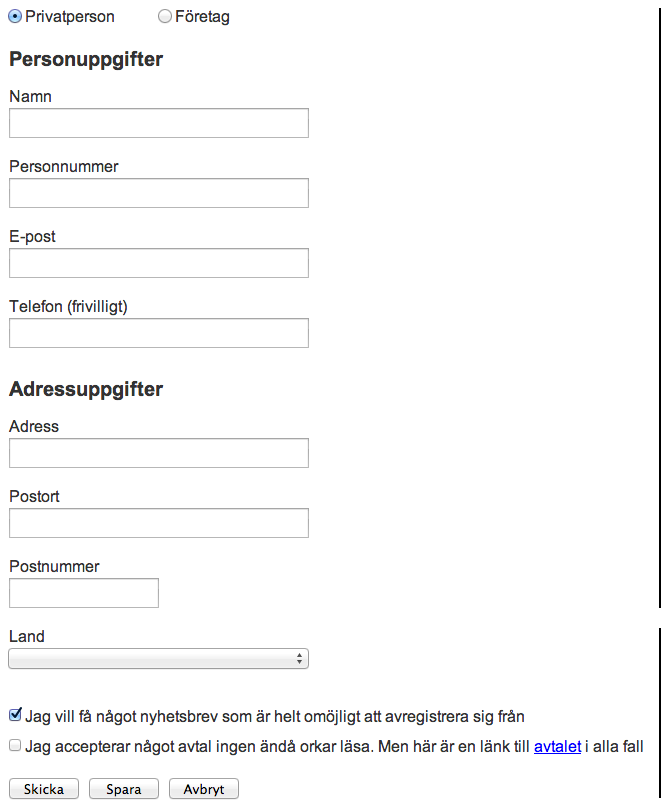 Privatperson Företag
Personuppgifter
Namn
Personnummer
E-post
Telefon (frivilligt)
Adressuppgifter
Adress
Postort
Postnummer
Land
Jag vill få något nyhetsbrev som är helt omöjligt att avregistrera sig från
Jag accepterar något avtal ingen ändå orkar läsa. Men här är en länk till avtalet i alla fall
Skicka Spara Avbryt